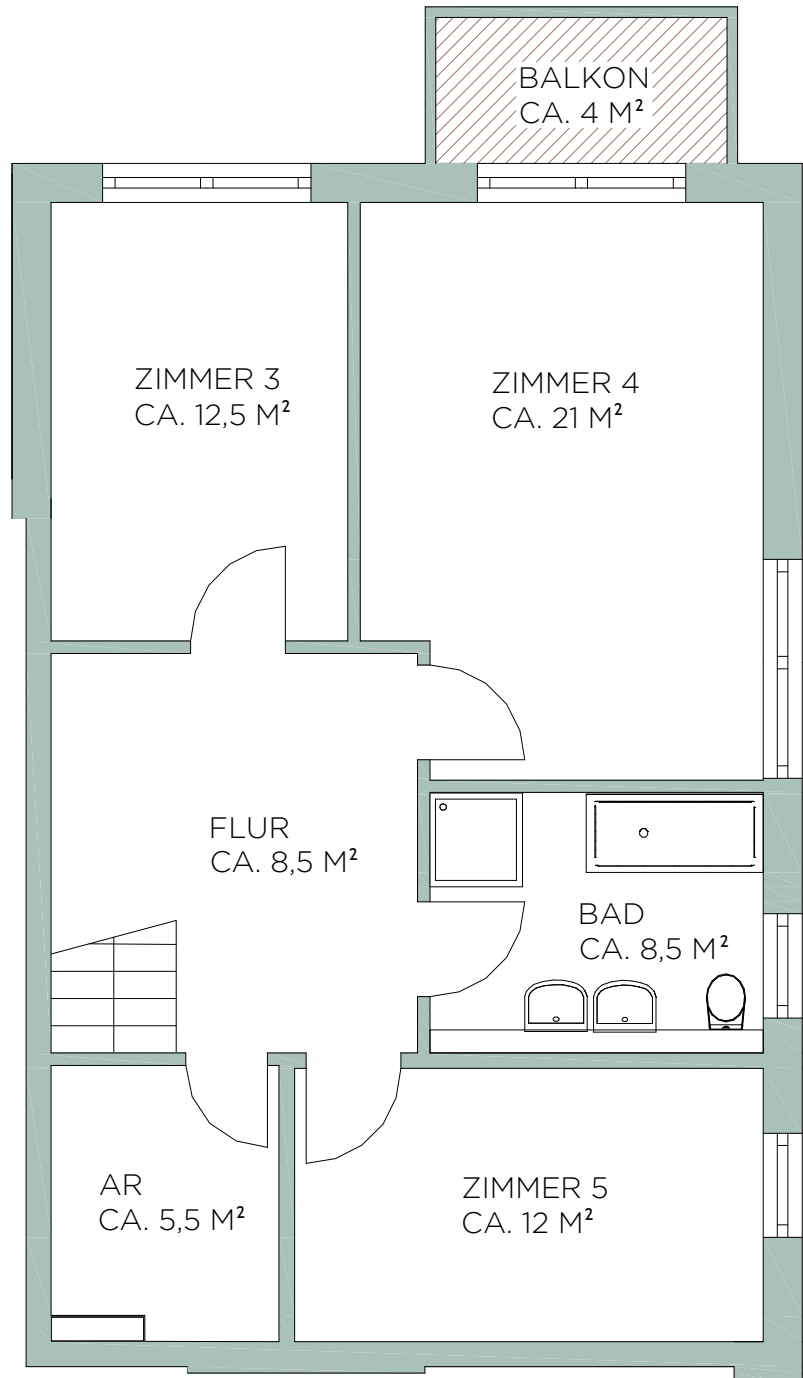 BALKON
CA. 4 M²
ZIMMER 3
CA. 12,5 M²
ZIMMER 4
CA. 21 M²
FLUR
CA. 8,5 M²
BAD
CA. 8,5 M²
AR
CA. 5,5 M²
ZIMMER 5
CA. 12 M²